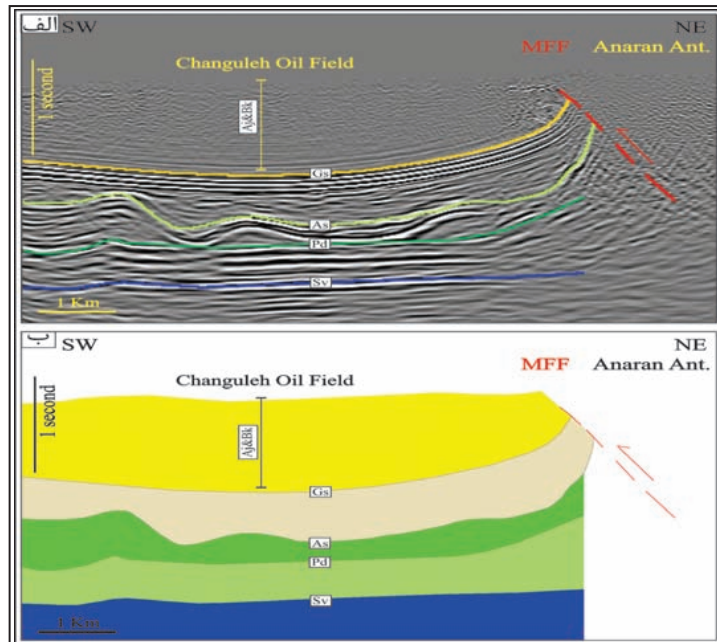 الف SW NE
MFF Anaran Ant.
Changuleh Oil Field
1 second
Aj&Bk
Gs
As
Pd
Sv
1 Km
ب SW NE
MFF Anaran Ant.
Changuleh Oil Field
1 second
Aj&Bk
Gs
As
Pd
Sv
1 Km